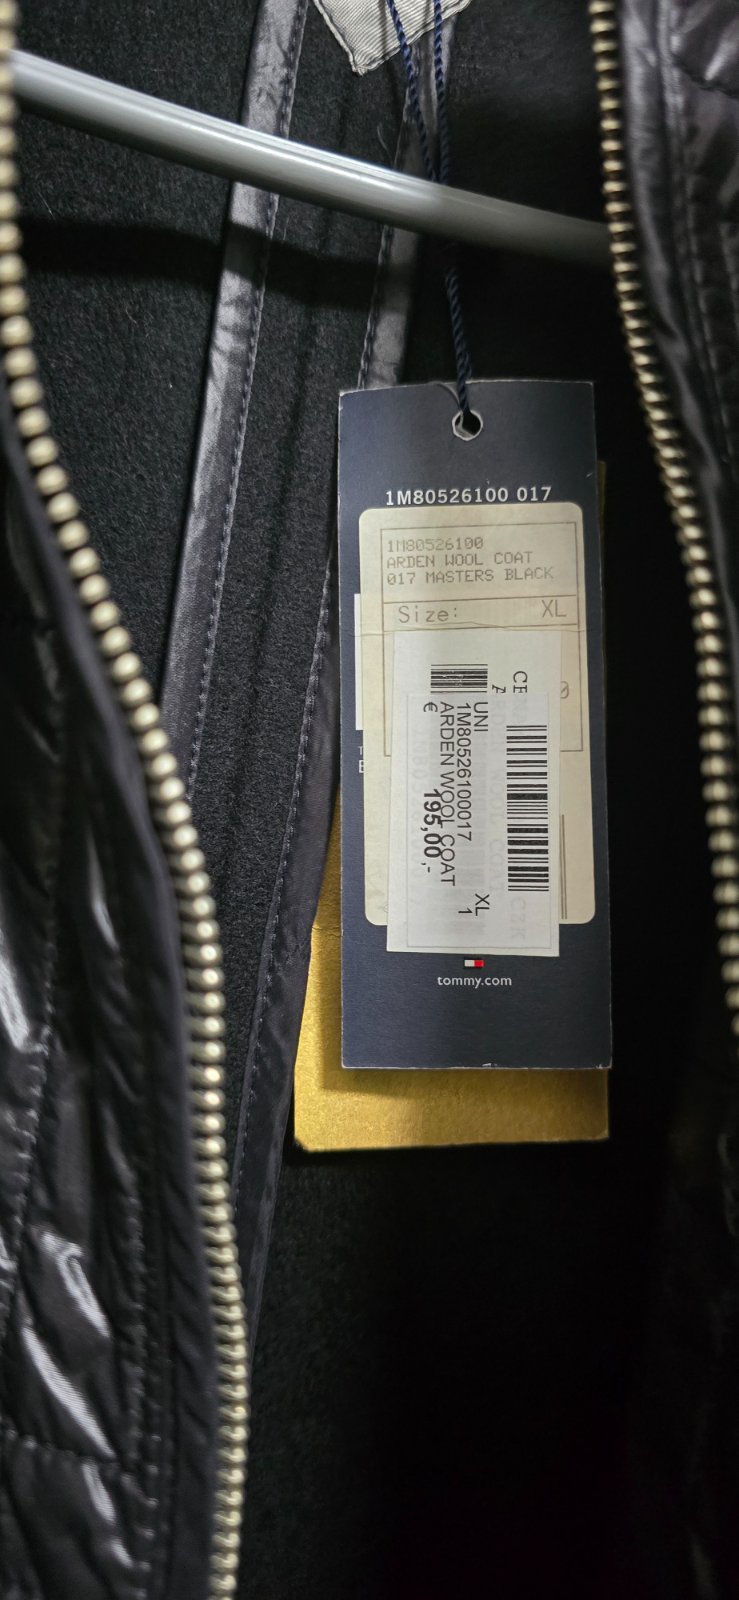 1M80526100 017
1M80526100
ARDEN WOOL COAT
017 MASTERS BLACK
Size: XL
UNI
1M80526100017 XL
ARDEN WOOL COAT 1
€ 195,00,-
CZK
tommy.com